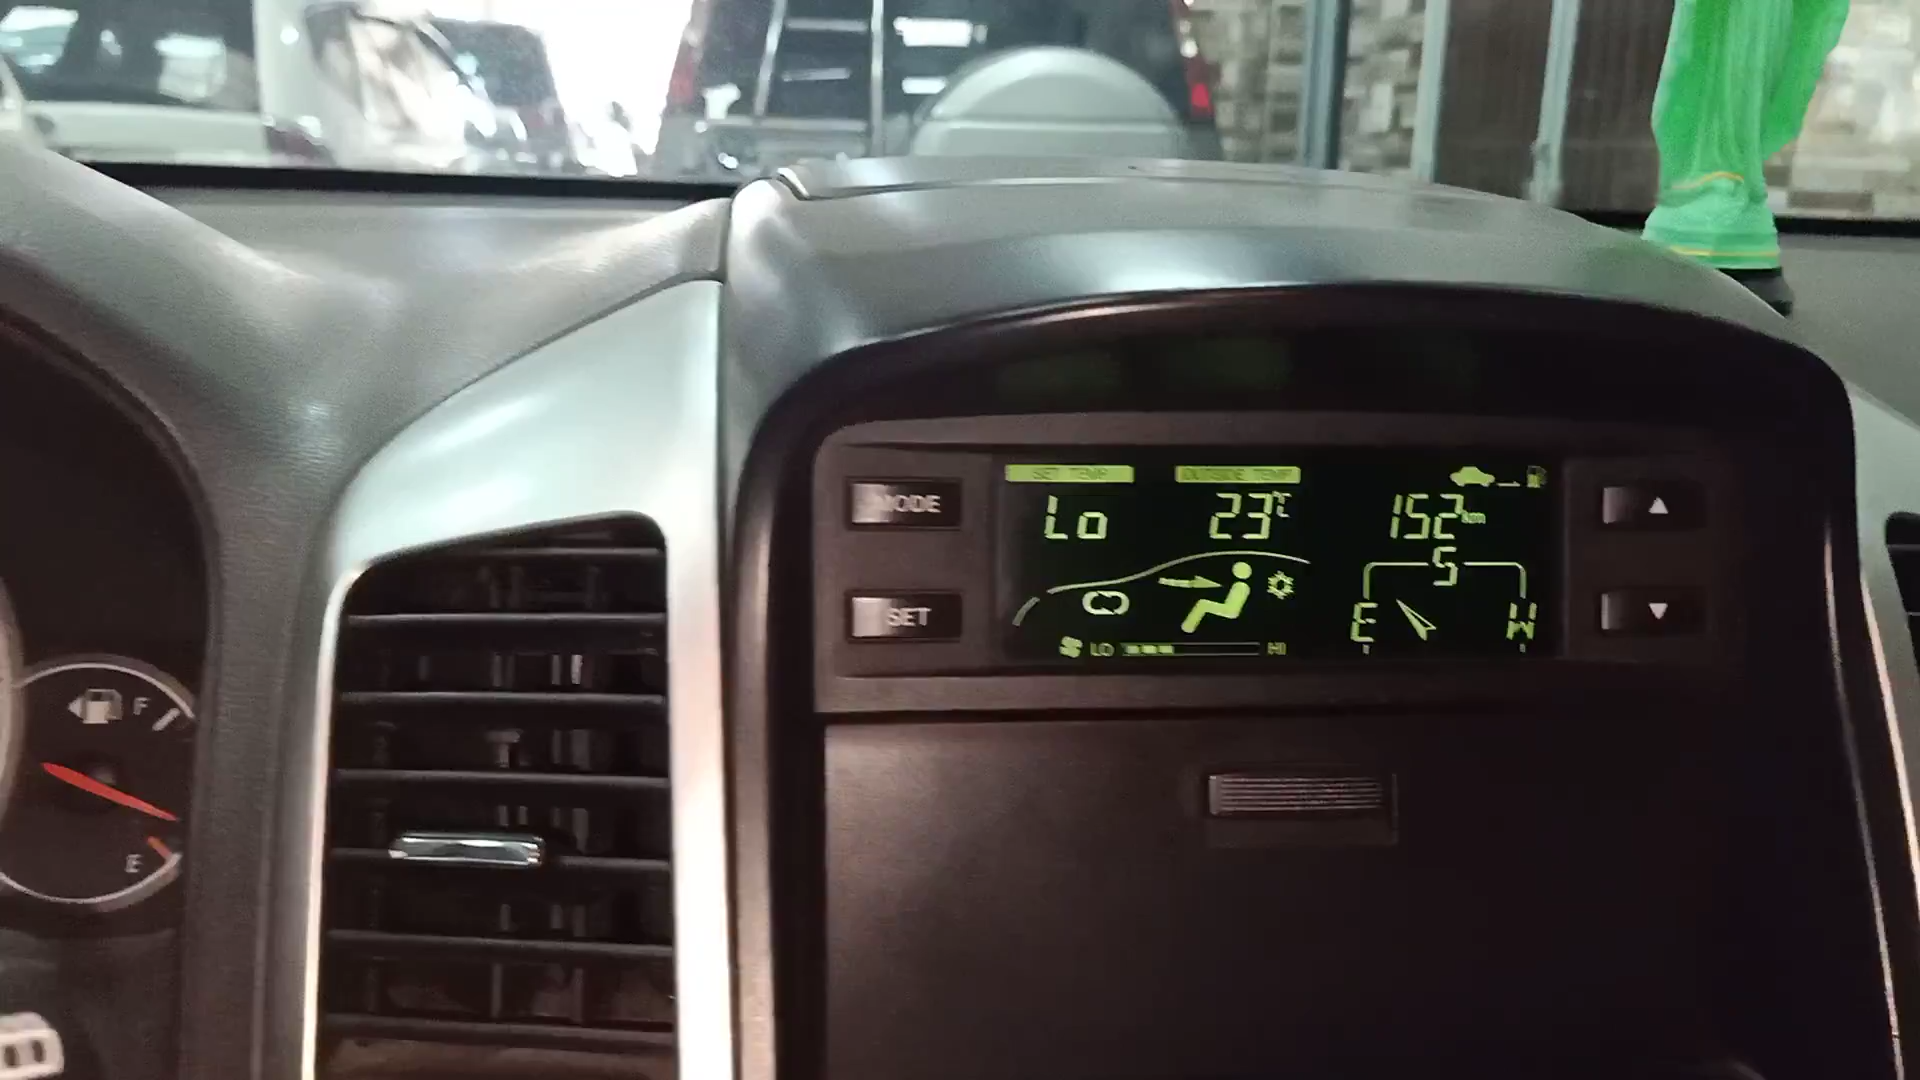 MODE
SET TEMP
OUTSIDE TEMP
Lo
23°C
152km
SET
S
E
W
LO
HI
F
E